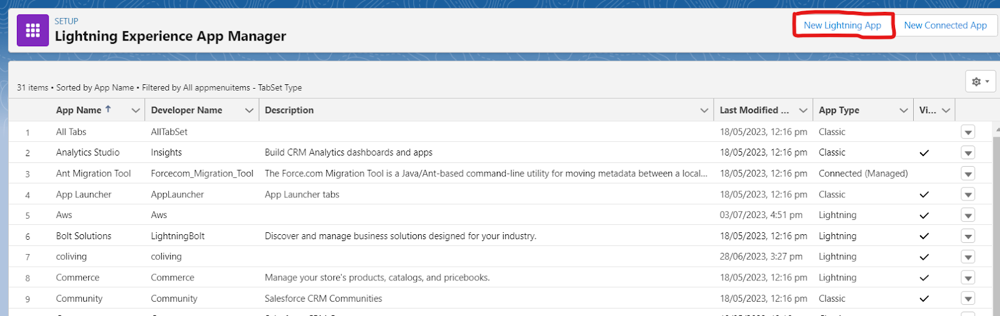 SETUP
Lightning Experience App Manager
New Lightning App
New Connected App
31 items • Sorted by App Name • Filtered by All appmenuitems - TabSet Type
App Name ↑ Developer Name Description Last Modified ... App Type Vi...
1 All Tabs AllTabSet 18/05/2023, 12:16 pm Classic
2 Analytics Studio Insights Build CRM Analytics dashboards and apps 18/05/2023, 12:16 pm Classic
3 Ant Migration Tool Forcecom_Migration_Tool The Force.com Migration Tool is a Java/Ant-based command-line utility for moving metadata between a local... 18/05/2023, 12:16 pm Connected (Managed)
4 App Launcher AppLauncher App Launcher tabs 18/05/2023, 12:16 pm Classic
5 Aws Aws 03/07/2023, 4:51 pm Lightning
6 Bolt Solutions LightningBolt Discover and manage business solutions designed for your industry. 18/05/2023, 12:16 pm Lightning
7 coliving coliving 28/06/2023, 3:27 pm Lightning
8 Commerce Commerce Manage your store's products, catalogs, and pricebooks. 18/05/2023, 12:16 pm Lightning
9 Community Community Salesforce CRM Communities 18/05/2023, 12:16 pm Classic